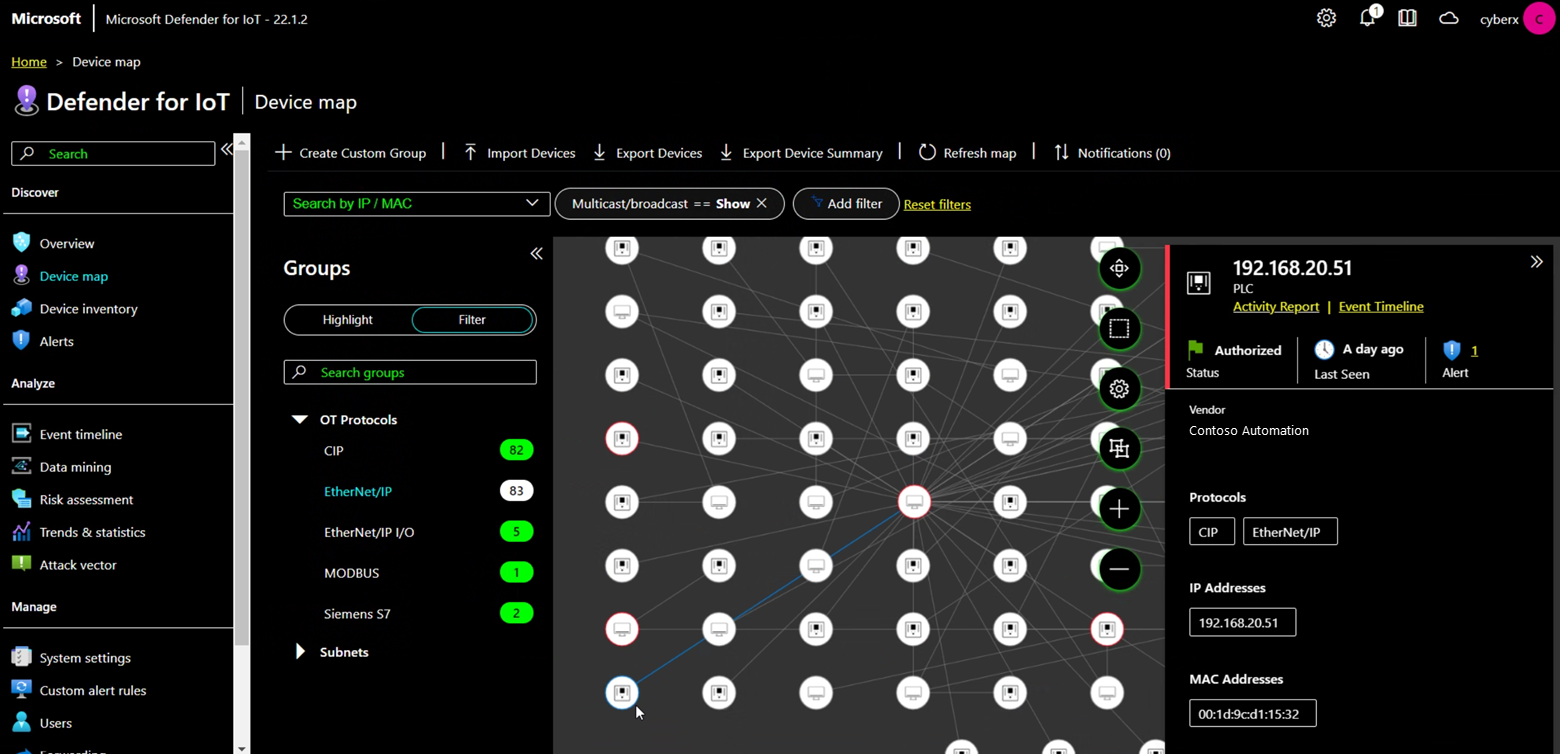 Microsoft Microsoft Defender for IoT - 22.1.2
1
cyberx C
Home > Device map
Defender for IoT Device map
Search
Discover
Overview
Device map
Device inventory
Alerts
Analyze
Event timeline
Data mining
Risk assessment
Trends & statistics
Attack vector
Manage
System settings
Custom alert rules
Users
Forwarding
Create Custom Group | Import Devices Export Devices Export Device Summary | Refresh map | Notifications (0)
Search by IP / MAC Multicast/broadcast == Show Add filter Reset filters
Groups
Highlight Filter
Search groups
OT Protocols
CIP 82
EtherNet/IP 83
EtherNet/IP I/O 5
MODBUS 1
Siemens S7 2
Subnets
192.168.20.51
PLC
Activity Report | Event Timeline
Authorized A day ago 1
Status Last Seen Alert
Vendor
Contoso Automation
Protocols
CIP EtherNet/IP
IP Addresses
192.168.20.51
MAC Addresses
00:1d:9c:d1:15:32